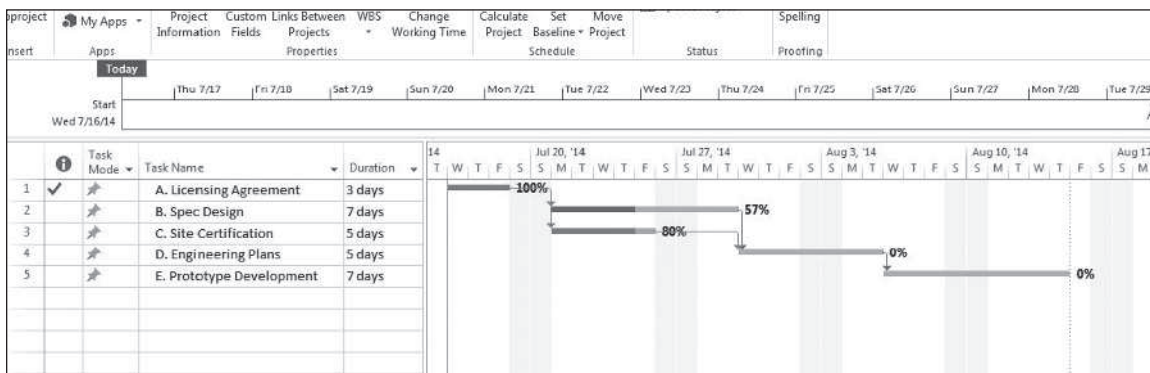 My Apps
Project Information
Custom Fields
Links Between Projects
WBS
Change Working Time
Calculate Project
Set Baseline
Move Project
Spelling
Apps
Properties
Schedule
Status
Proofing
Today
Thu 7/17 Fri 7/18 Sat 7/19 Sun 7/20 Mon 7/21 Tue 7/22 Wed 7/23 Thu 7/24 Fri 7/25 Sat 7/26 Sun 7/27 Mon 7/28 Tue 7/29
Start
Wed 7/16/14
Task Mode Task Name Duration
14 Jul 20, '14 Jul 27, '14 Aug 3, '14 Aug 10, '14 Aug 17
T W T F S S M T W T F S S M T W T F S S M T W T F S S M T W T F S S M
1 A. Licensing Agreement 3 days 100%
2 B. Spec Design 7 days 57%
3 C. Site Certification 5 days 80%
4 D. Engineering Plans 5 days 0%
5 E. Prototype Development 7 days 0%